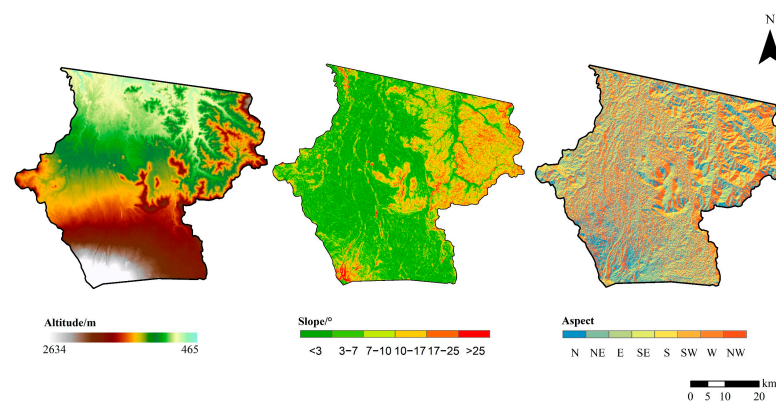 N
Altitude/m
2634 465
Slope/°
<3 3−7 7−10 10−17 17−25 >25
Aspect
N NE E SE S SW W NW
km
0 5 10 20